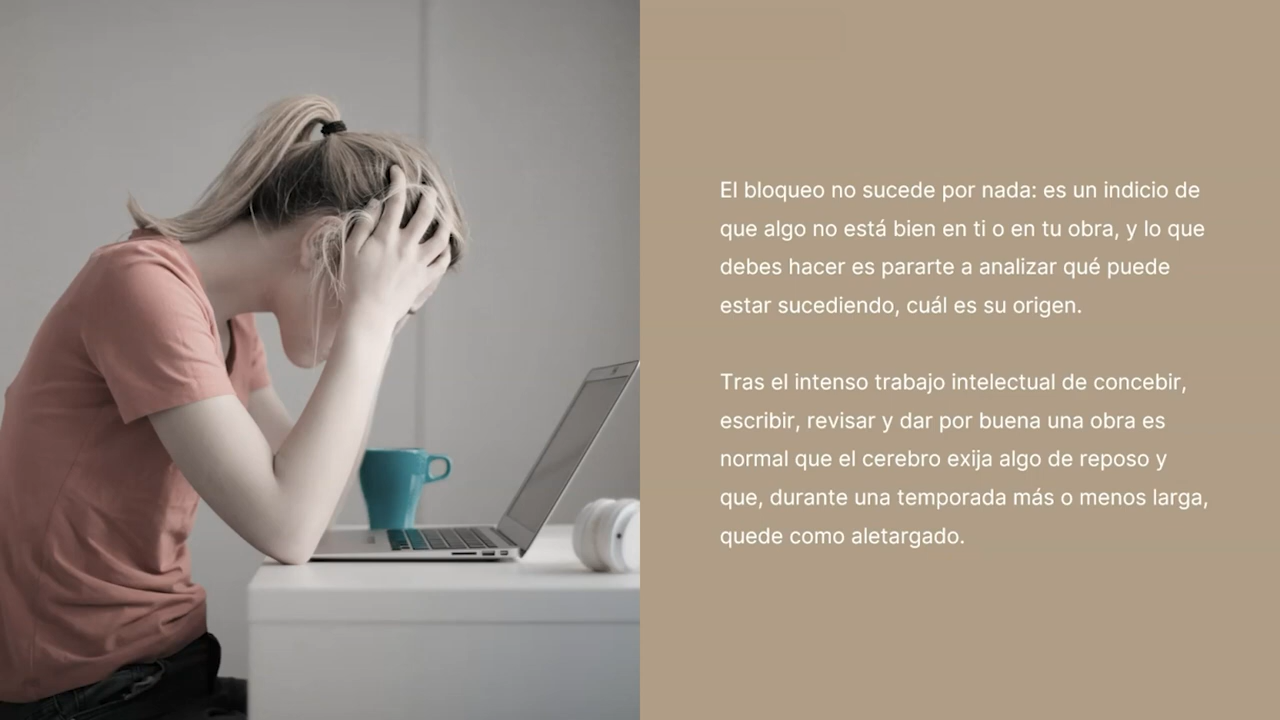 El bloqueo no sucede por nada: es un indicio de
que algo no está bien en ti o en tu obra, y lo que
debes hacer es pararte a analizar qué puede
estar sucediendo, cuál es su origen.
Tras el intenso trabajo intelectual de concebir,
escribir, revisar y dar por buena una obra es
normal que el cerebro exija algo de reposo y
que, durante una temporada más o menos larga,
quede como aletargado.